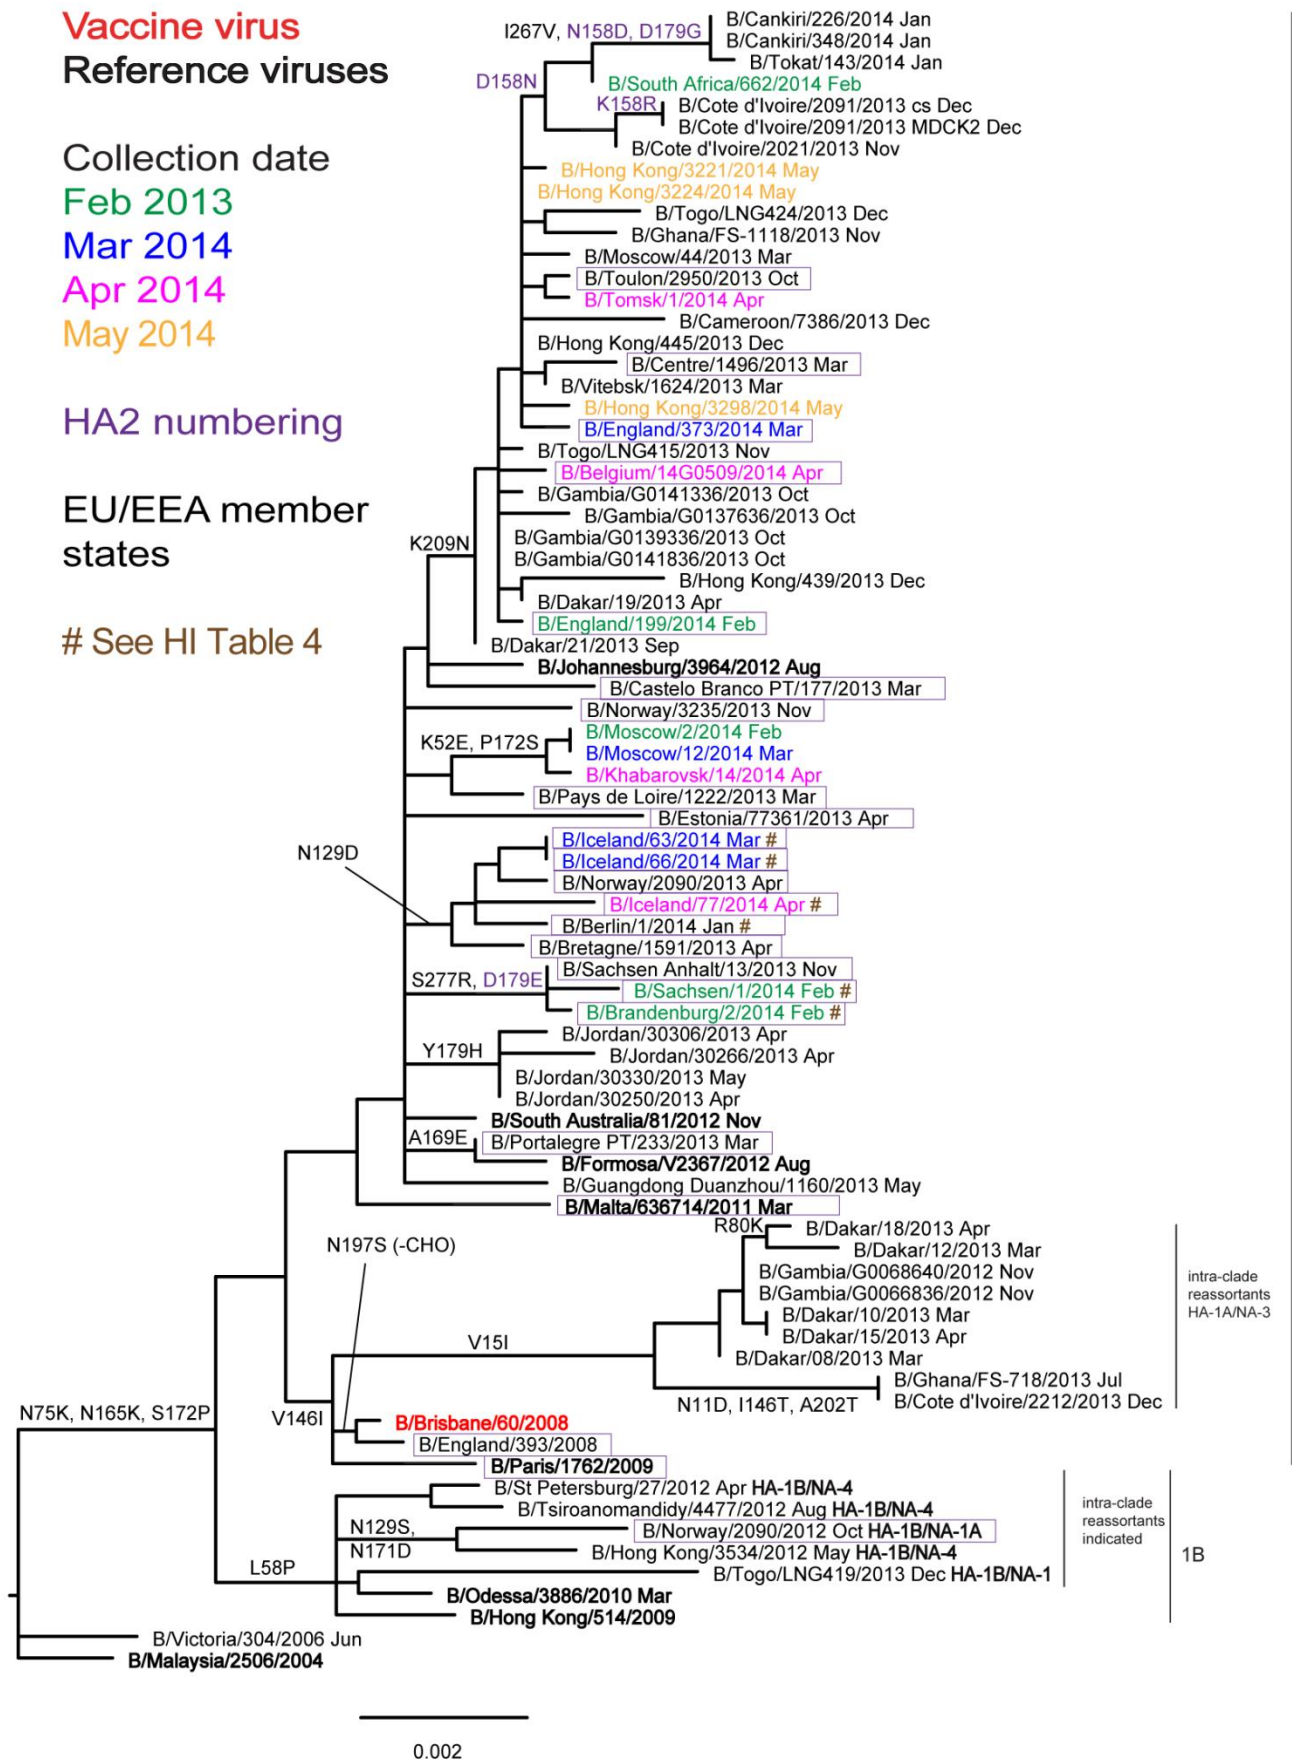 Vaccine virus
Reference viruses
Collection date
Feb 2013
Mar 2014
Apr 2014
May 2014
HA2 numbering
EU/EEA member
states
# See HI Table 4
B/Cankiri/226/2014 Jan
I267V, N158D, D179G
B/Cankiri/348/2014 Jan
B/Tokat/143/2014 Jan
D158N
B/South Africa/662/2014 Feb
K158R
B/Cote d'Ivoire/2091/2013 cs Dec
B/Cote d'Ivoire/2091/2013 MDCK2 Dec
B/Cote d'Ivoire/2021/2013 Nov
B/Hong Kong/3221/2014 May
B/Hong Kong/3224/2014 May
B/Togo/LNG424/2013 Dec
B/Ghana/FS-1118/2013 Nov
B/Moscow/44/2013 Mar
B/Toulon/2950/2013 Oct
B/Tomsk/1/2014 Apr
B/Cameroon/7386/2013 Dec
B/Hong Kong/445/2013 Dec
B/Centre/1496/2013 Mar
B/Vitebsk/1624/2013 Mar
B/Hong Kong/3298/2014 May
B/England/373/2014 Mar
B/Togo/LNG415/2013 Nov
B/Belgium/14G0509/2014 Apr
B/Gambia/G0141336/2013 Oct
B/Gambia/G0137636/2013 Oct
K209N
B/Gambia/G0139336/2013 Oct
B/Gambia/G0141836/2013 Oct
B/Hong Kong/439/2013 Dec
B/Dakar/19/2013 Apr
B/England/199/2014 Feb
B/Dakar/21/2013 Sep
B/Johannesburg/3964/2012 Aug
B/Castelo Branco PT/177/2013 Mar
B/Norway/3235/2013 Nov
B/Moscow/2/2014 Feb
K52E, P172S
B/Moscow/12/2014 Mar
B/Khabarovsk/14/2014 Apr
B/Pays de Loire/1222/2013 Mar
B/Estonia/77361/2013 Apr
B/Iceland/63/2014 Mar #
N129D
B/Iceland/66/2014 Mar #
B/Norway/2090/2013 Apr
B/Iceland/77/2014 Apr #
B/Berlin/1/2014 Jan #
B/Bretagne/1591/2013 Apr
B/Sachsen Anhalt/13/2013 Nov
S277R, D179E
B/Sachsen/1/2014 Feb #
B/Brandenburg/2/2014 Feb #
B/Jordan/30306/2013 Apr
Y179H
B/Jordan/30266/2013 Apr
B/Jordan/30330/2013 May
B/Jordan/30250/2013 Apr
B/South Australia/81/2012 Nov
A169E
B/Portalegre PT/233/2013 Mar
B/Formosa/V2367/2012 Aug
B/Guangdong Duanzhou/1160/2013 May
B/Malta/636714/2011 Mar
R80K
B/Dakar/18/2013 Apr
N197S (-CHO)
B/Dakar/12/2013 Mar
B/Gambia/G0068640/2012 Nov
B/Gambia/G0066836/2012 Nov
intra-clade
reassortants
HA-1A/NA-3
B/Dakar/10/2013 Mar
B/Dakar/15/2013 Apr
V15I
B/Dakar/08/2013 Mar
B/Ghana/FS-718/2013 Jul
N11D, I146T, A202T
B/Cote d'Ivoire/2212/2013 Dec
N75K, N165K, S172P
V146I
B/Brisbane/60/2008
B/England/393/2008
B/Paris/1762/2009
B/St Petersburg/27/2012 Apr HA-1B/NA-4
B/Tsiroanomandidy/4477/2012 Aug HA-1B/NA-4
intra-clade
reassortants
indicated
N129S,
N171D
B/Norway/2090/2012 Oct HA-1B/NA-1A
B/Hong Kong/3534/2012 May HA-1B/NA-4
1B
L58P
B/Togo/LNG419/2013 Dec HA-1B/NA-1
B/Odessa/3886/2010 Mar
B/Hong Kong/514/2009
B/Victoria/304/2006 Jun
B/Malaysia/2506/2004
0.002